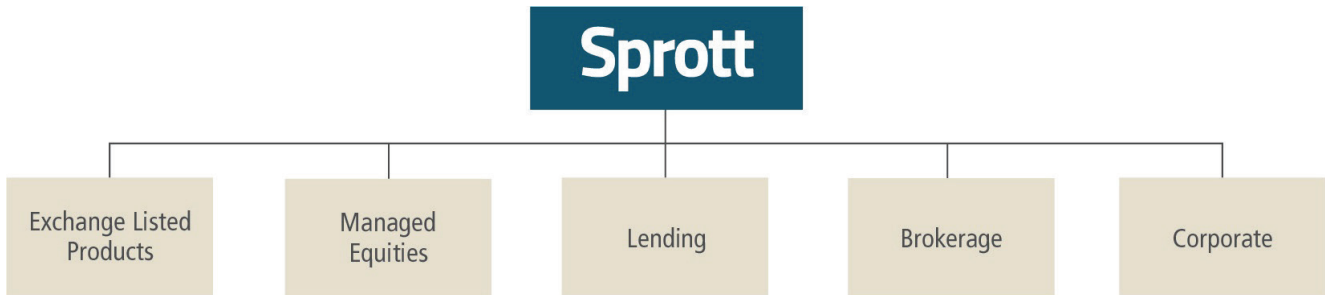 Sprott
Exchange Listed
Products
Managed
Equities
Lending
Brokerage
Corporate